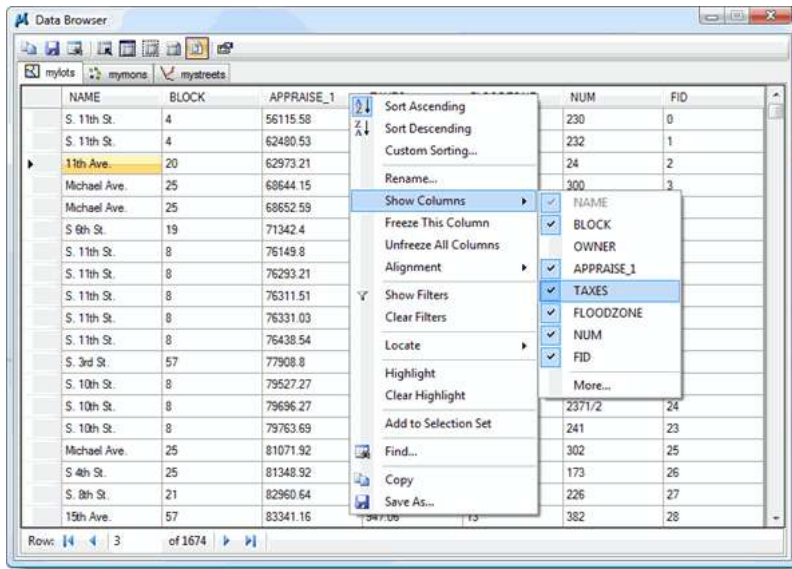 Data Browser
mylots mymons mystreets
NAME BLOCK APPRAISE_1 NUM FID
S. 11th St. 4 56115.58 230 0
S. 11th St. 4 62480.53 232 1
11th Ave. 20 62973.21 24 2
Michael Ave. 25 68644.15 300 3
Michael Ave. 25 68652.59
S 6th St. 19 71342.4
S. 11th St. 8 76149.8
S. 11th St. 8 76293.21
S. 11th St. 8 76311.51
S. 11th St. 8 76331.03
S. 11th St. 8 76438.54
S. 3rd St. 57 77908.8
S. 10th St. 8 79527.27
S. 10th St. 8 79696.27 2371/2 24
S. 10th St. 8 79763.69 241 23
Michael Ave. 25 81071.92 302 25
S 4th St. 25 81348.92 173 26
S. 8th St. 21 82960.64 226 27
15th Ave. 57 83341.16 947.06 13 382 28
Row: 3 of 1674
Sort Ascending
Sort Descending
Custom Sorting...
Rename...
Show Columns
Freeze This Column
Unfreeze All Columns
Alignment
Show Filters
Clear Filters
Locate
Highlight
Clear Highlight
Add to Selection Set
Find...
Copy
Save As...
NAME
BLOCK
OWNER
APPRAISE_1
TAXES
FLOODZONE
NUM
FID
More...